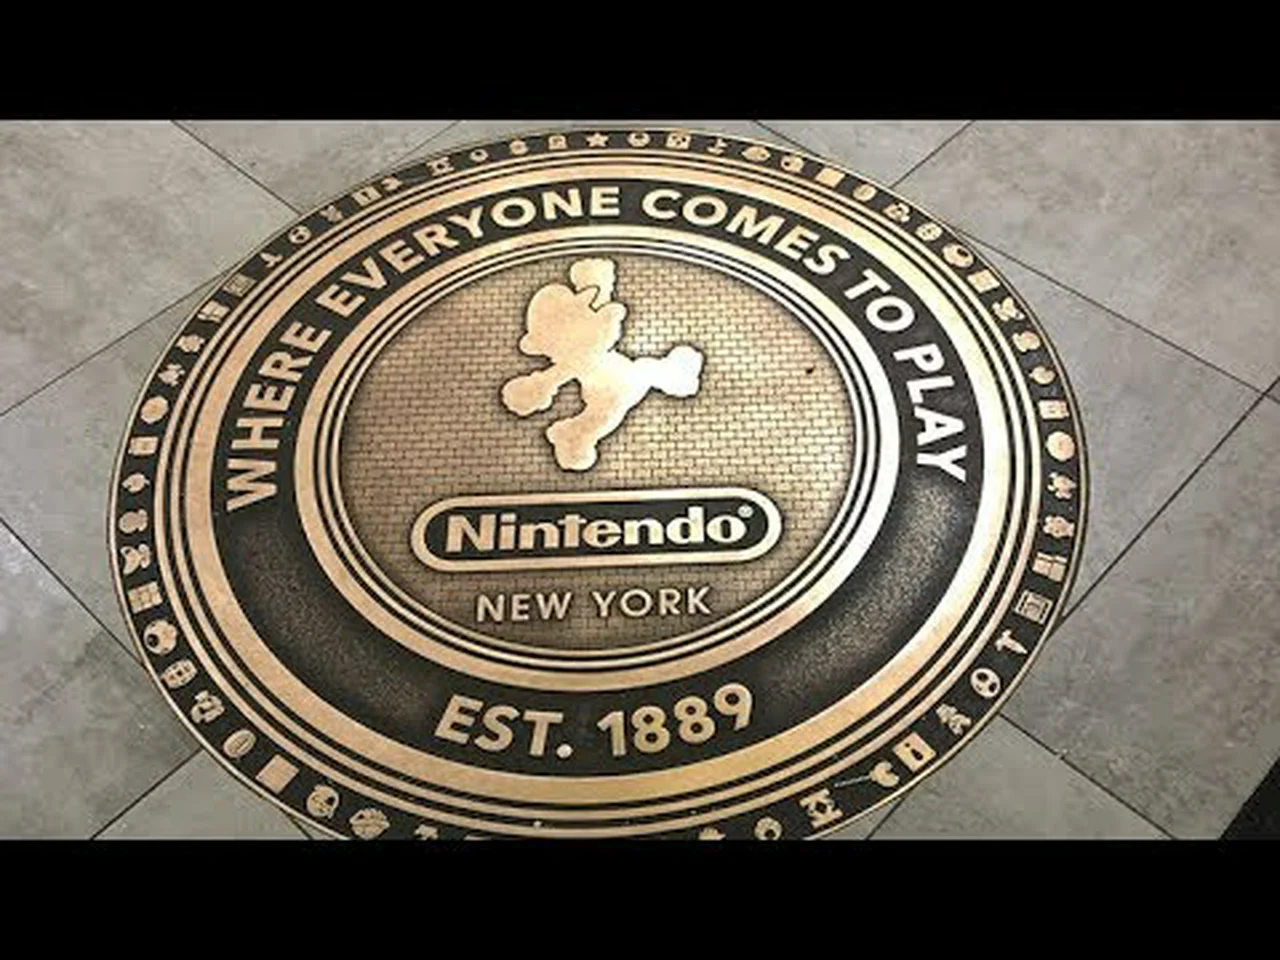 WHERE EVERYONE COMES TO PLAY
Nintendo®
NEW YORK
EST. 1889